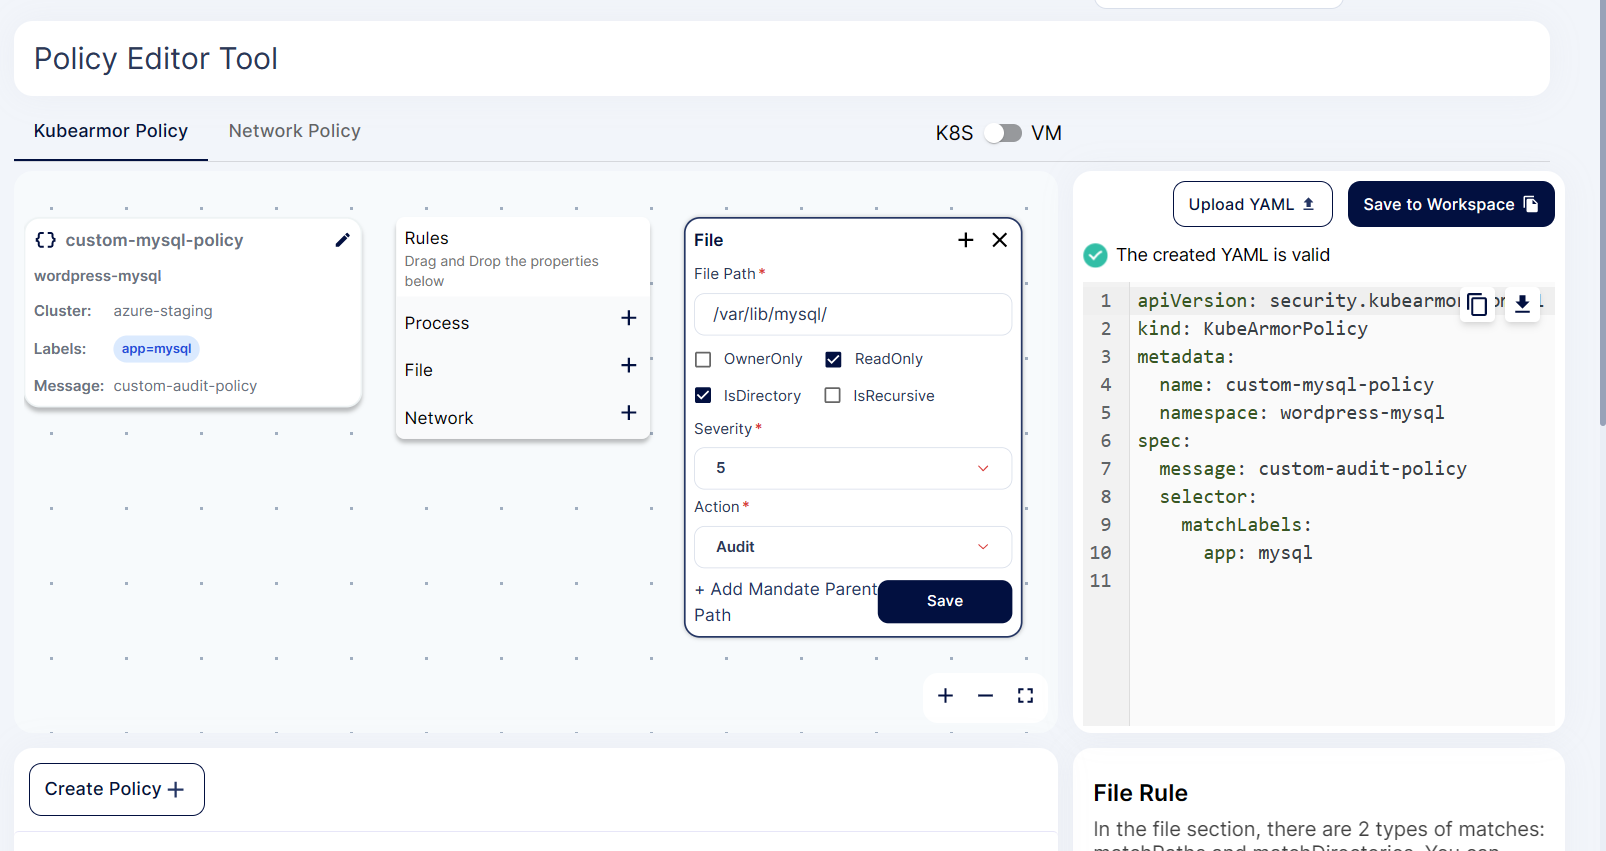 Policy Editor Tool
Kubearmor Policy
Network Policy
K8S
VM
custom-mysql-policy
wordpress-mysql
Cluster: azure-staging
Labels: app=mysql
Message: custom-audit-policy
Rules
Drag and Drop the properties
below
Process
File
Network
File
File Path*
/var/lib/mysql/
OwnerOnly ReadOnly
IsDirectory IsRecursive
Severity*
5
Action*
Audit
+ Add Mandate Parent
Path
Save
Create Policy +
Upload YAML
Save to Workspace
The created YAML is valid
1 apiVersion: security.kubearmo
2 kind: KubeArmorPolicy
3 metadata:
4 name: custom-mysql-policy
5 namespace: wordpress-mysql
6 spec:
7 message: custom-audit-policy
8 selector:
9 matchLabels:
10 app: mysql
11
File Rule
In the file section, there are 2 types of matches:
matchPaths and matchDirectories. You can